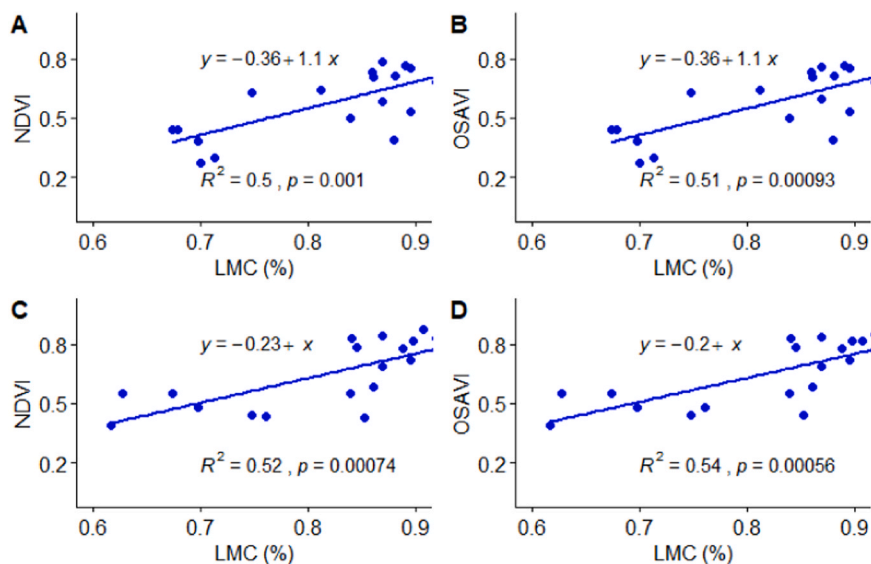 A
y = −0.36 + 1.1 x
NDVI
0.8
0.5
0.2
R² = 0.5 , p = 0.001
0.6 0.7 0.8 0.9
LMC (%)
B
y = −0.36 + 1.1 x
OSAVI
0.8
0.5
0.2
R² = 0.51 , p = 0.00093
0.6 0.7 0.8 0.9
LMC (%)
C
y = −0.23 + x
NDVI
0.8
0.5
0.2
R² = 0.52 , p = 0.00074
0.6 0.7 0.8 0.9
LMC (%)
D
y = −0.2 + x
OSAVI
0.8
0.5
0.2
R² = 0.54 , p = 0.00056
0.6 0.7 0.8 0.9
LMC (%)